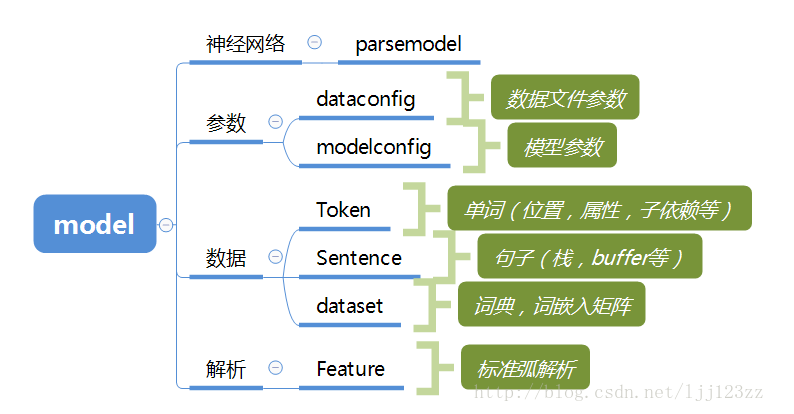 model
神经网络
parsemodel
参数
dataconfig
数据文件参数
modelconfig
模型参数
数据
Token
单词（位置，属性，子依赖等）
Sentence
句子（栈，buffer等）
dataset
词典，词嵌入矩阵
解析
Feature
标准弧解析
http://blog.csdn.net/ljj123zz